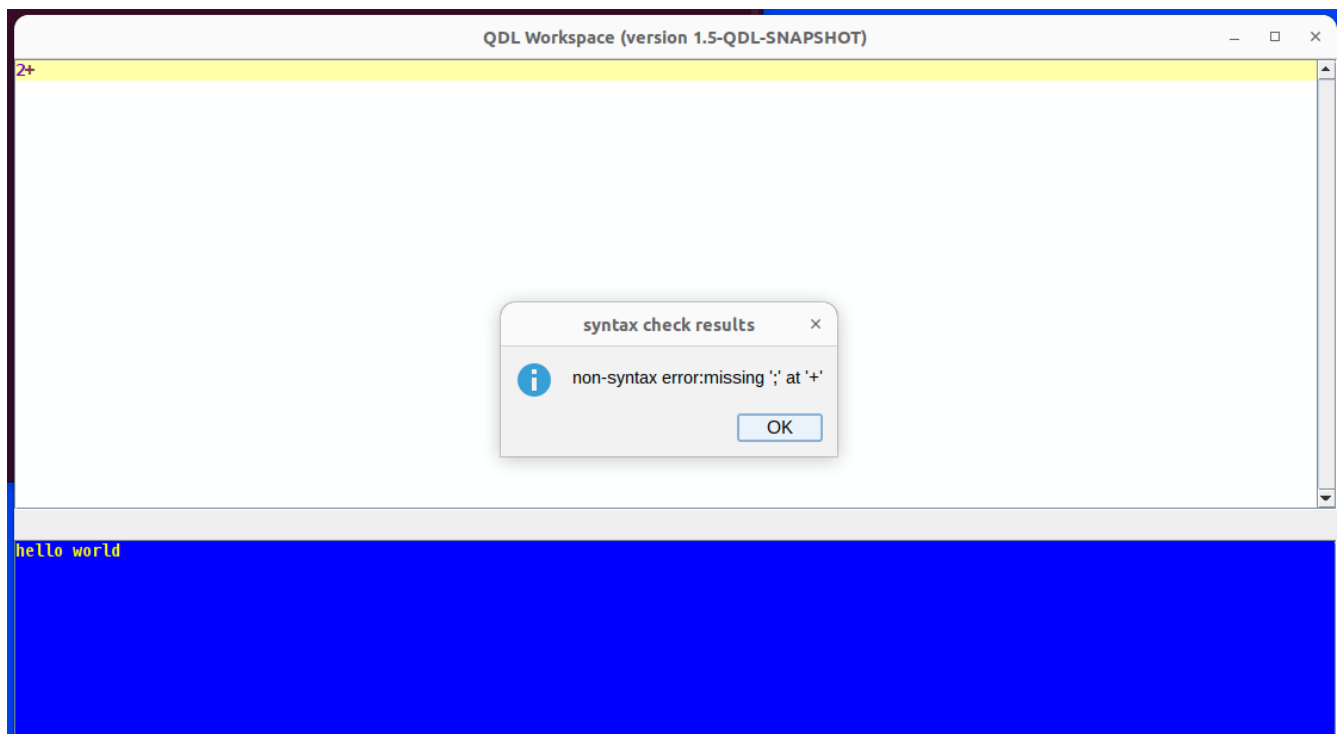 QDL Workspace (version 1.5-QDL-SNAPSHOT)
2+
syntax check results
non-syntax error:missing ';' at '+'
OK
hello world